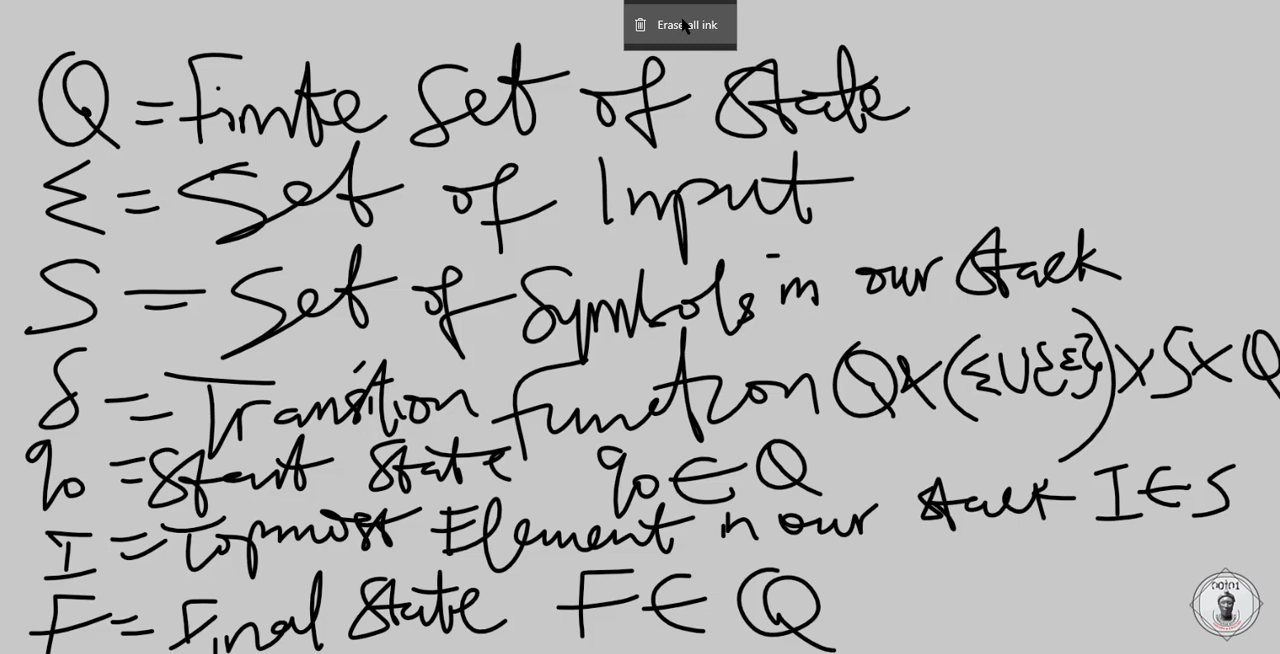 Erase all ink
Q = Finite Set of State
Σ = Set of Input
S = Set of Symbols in our Stack
δ = Transition function Q X (Σ U {ε}) X S X Q
q0 = Start State q0 ∈ Q
I = Topmost Element in our stack I ∈ S
F = Final State F ∈ Q
00101